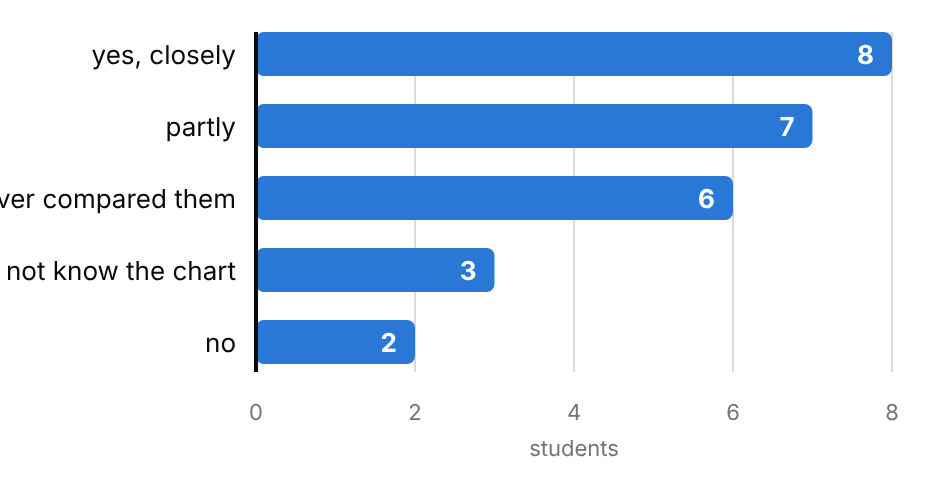 yes, closely 8
partly 7
compared them 6
not know the chart 3
no 2
0 2 4 6 8
students